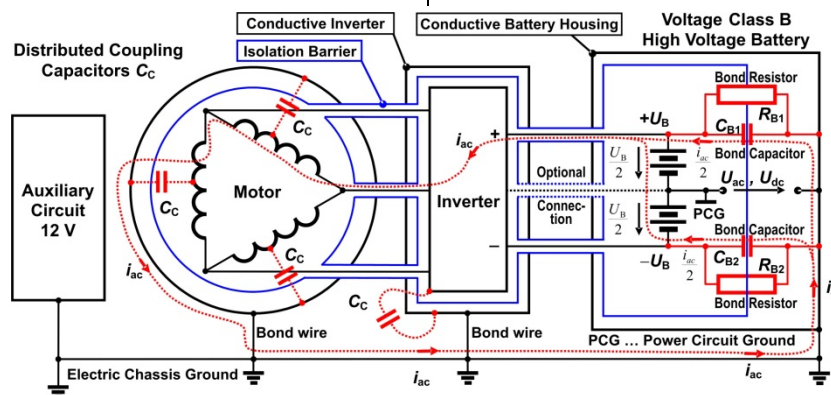 Conductive Inverter
Conductive Battery Housing
Voltage Class B
High Voltage Battery
Distributed Coupling
Capacitors CC
Isolation Barrier
Auxiliary
Circuit
12 V
CC
CC
CC
CC
Motor
iac
iac
+
Inverter
−
Optional
Connec-
tion
+UB
UB
2
iac
2
UB
2
iac
2
−UB
PCG
Uac , Udc
Bond Resistor
RB1
CB1
Bond Capacitor
Bond Capacitor
CB2
RB2
Bond Resistor
Bond wire
Bond wire
PCG ... Power Circuit Ground
Electric Chassis Ground
iac
i